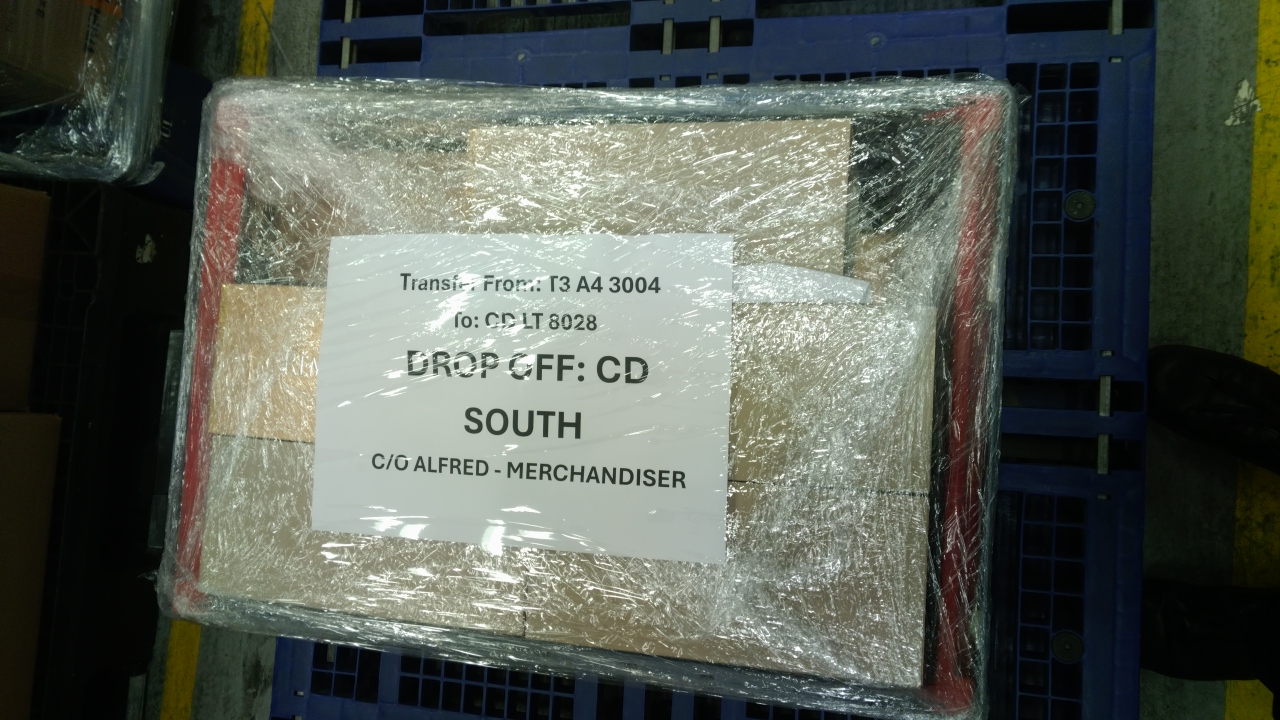 Transfer From: T3 A4 3004
To: CD LT 8028
DROP OFF: CD
SOUTH
C/O ALFRED - MERCHANDISER